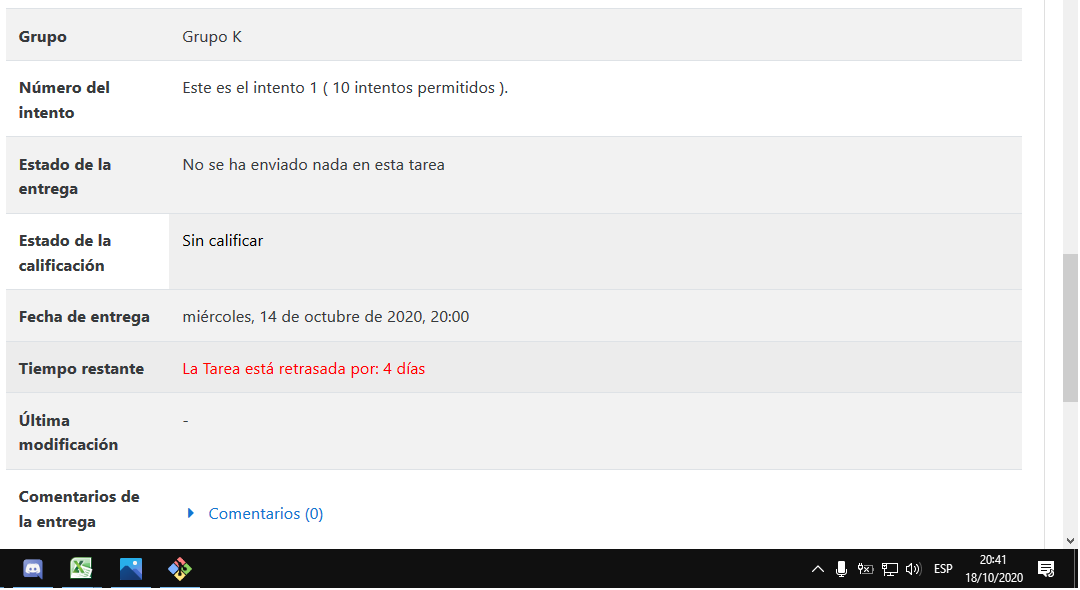 Grupo Grupo K
Número del Este es el intento 1 ( 10 intentos permitidos ).
intento
Estado de la No se ha enviado nada en esta tarea
entrega
Estado de la Sin calificar
calificación
Fecha de entrega miércoles, 14 de octubre de 2020, 20:00
Tiempo restante La Tarea está retrasada por: 4 días
Última -
modificación
Comentarios de
la entrega Comentarios (0)
20:41
ESP
18/10/2020